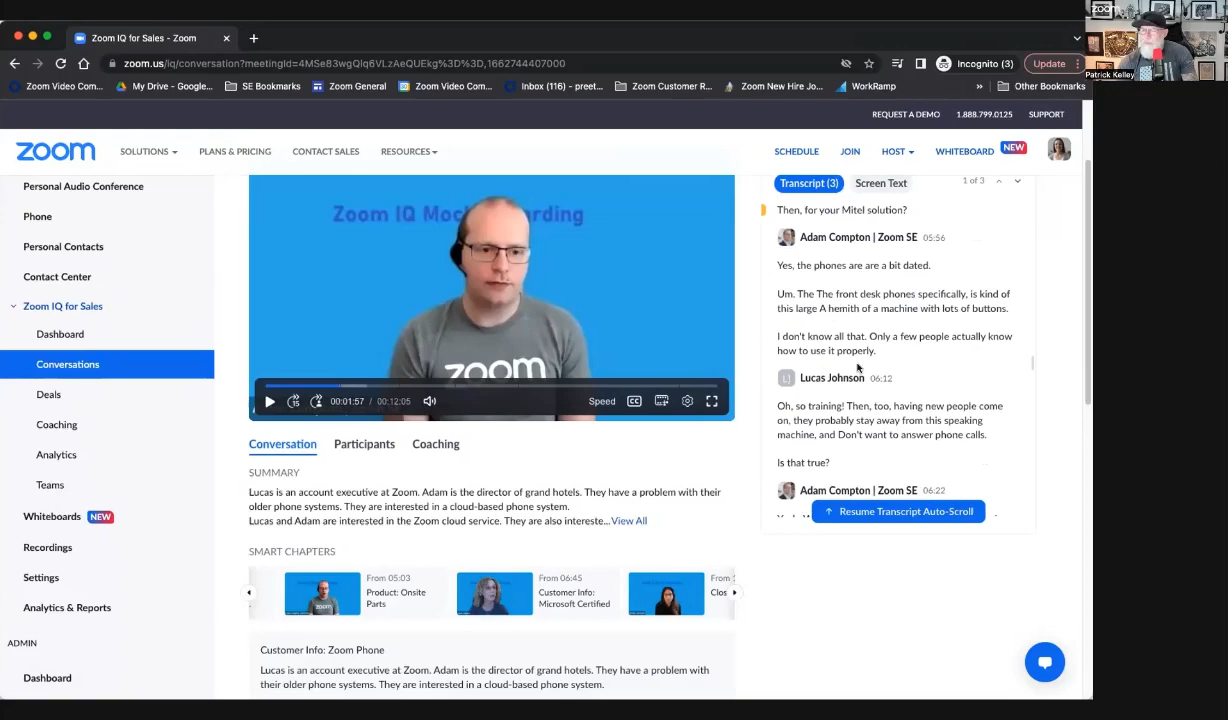 zoom
Patrick Kelley
Zoom IQ for Sales - Zoom
zoom.us/iq/conversation?meetingId=4MSe83wgQIq6VLzAeQUEkg%3D%3D,1662744407000
Incognito (3)
Update
Zoom Video Com...
My Drive - Google...
SE Bookmarks
Zoom General
Zoom Video Com...
Inbox (116) - preet...
Zoom Customer R...
Zoom New Hire Jo...
WorkRamp
»
Other Bookmarks
REQUEST A DEMO
1.888.799.0125
SUPPORT
zoom
SOLUTIONS
PLANS & PRICING
CONTACT SALES
RESOURCES
SCHEDULE
JOIN
HOST
WHITEBOARD
NEW
Personal Audio Conference
Phone
Personal Contacts
Contact Center
Zoom IQ for Sales
Dashboard
Conversations
Deals
Coaching
Analytics
Teams
Whiteboards NEW
Recordings
Settings
Analytics & Reports
ADMIN
Dashboard
Zoom IQ Moc
rding
zoom
15
00:01:57 / 00:12:05
Speed
CC
Conversation
Participants
Coaching
SUMMARY
Lucas is an account executive at Zoom. Adam is the director of grand hotels. They have a problem with their
older phone systems. They are interested in a cloud-based phone system.
Lucas and Adam are interested in the Zoom cloud service. They are also intereste...View All
SMART CHAPTERS
From 05:03
Product: Onsite
Parts
From 06:45
Customer Info:
Microsoft Certified
From
Clos
Customer Info: Zoom Phone
Lucas is an account executive at Zoom. Adam is the director of grand hotels. They have a problem with
their older phone systems. They are interested in a cloud-based phone system.
Transcript (3)
Screen Text
1 of 3
Then, for your Mitel solution?
Adam Compton | Zoom SE 05:56
Yes, the phones are are a bit dated.
Um. The The front desk phones specifically, is kind of
this large A hemith of a machine with lots of buttons.
I don't know all that. Only a few people actually know
how to use it properly.
LJ
Lucas Johnson 06:12
Oh, so training! Then, too, having new people come
on, they probably stay away from this speaking
machine, and Don't want to answer phone calls.
Is that true?
Adam Compton | Zoom SE 06:22
Resume Transcript Auto-Scroll